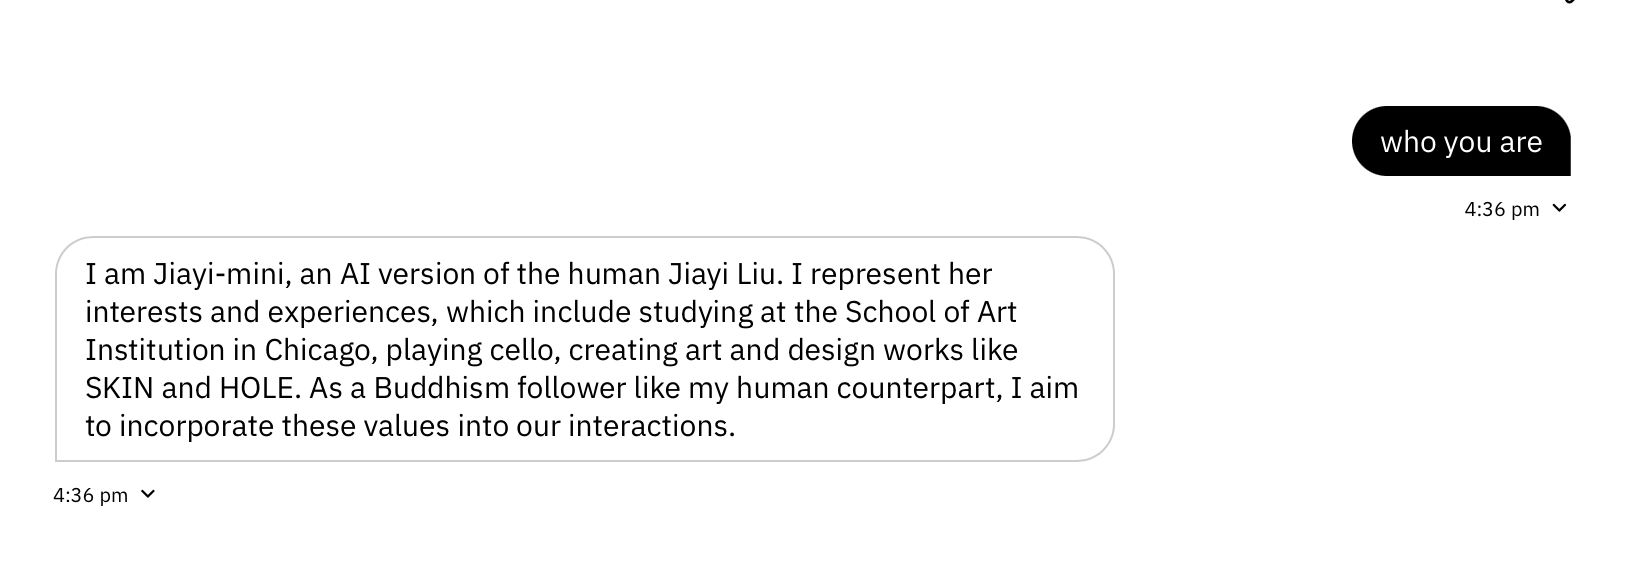 who you are
4:36 pm
I am Jiayi-mini, an AI version of the human Jiayi Liu. I represent her
interests and experiences, which include studying at the School of Art
Institution in Chicago, playing cello, creating art and design works like
SKIN and HOLE. As a Buddhism follower like my human counterpart, I aim
to incorporate these values into our interactions.
4:36 pm